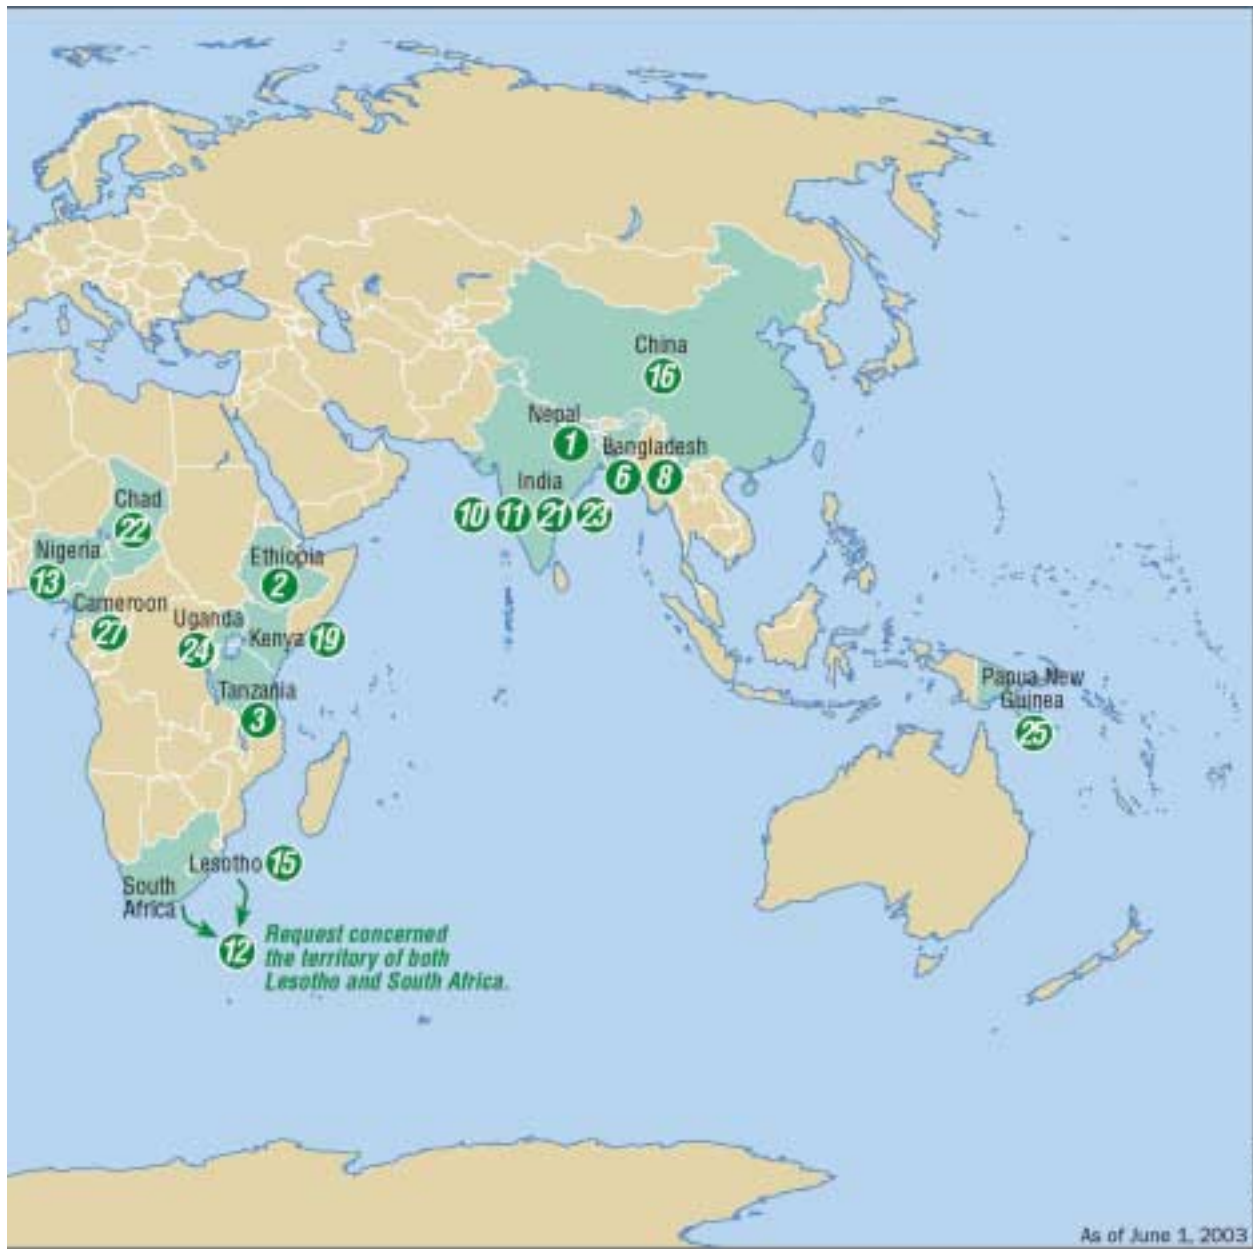 China
16
Nepal
1
Bangladesh
6 8
India
10 11 21 23
Chad
22
Nigeria
13
Ethiopia
2
Cameroon
27
Uganda
24
Kenya 19
Tanzania
3
Papua New
Guinea
25
Lesotho 15
South
Africa
12
Request concerned
the territory of both
Lesotho and South Africa.
As of June 1, 2003